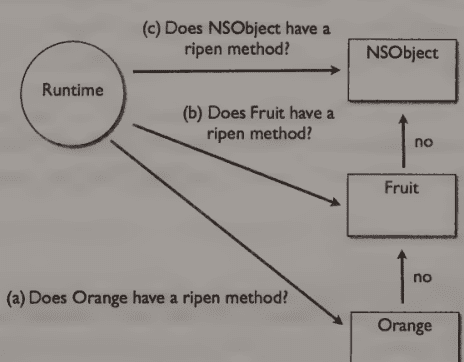 (c) Does NSObject have a
ripen method?
NSObject
Runtime
(b) Does Fruit have a
ripen method?
no
Fruit
no
(a) Does Orange have a ripen method?
Orange